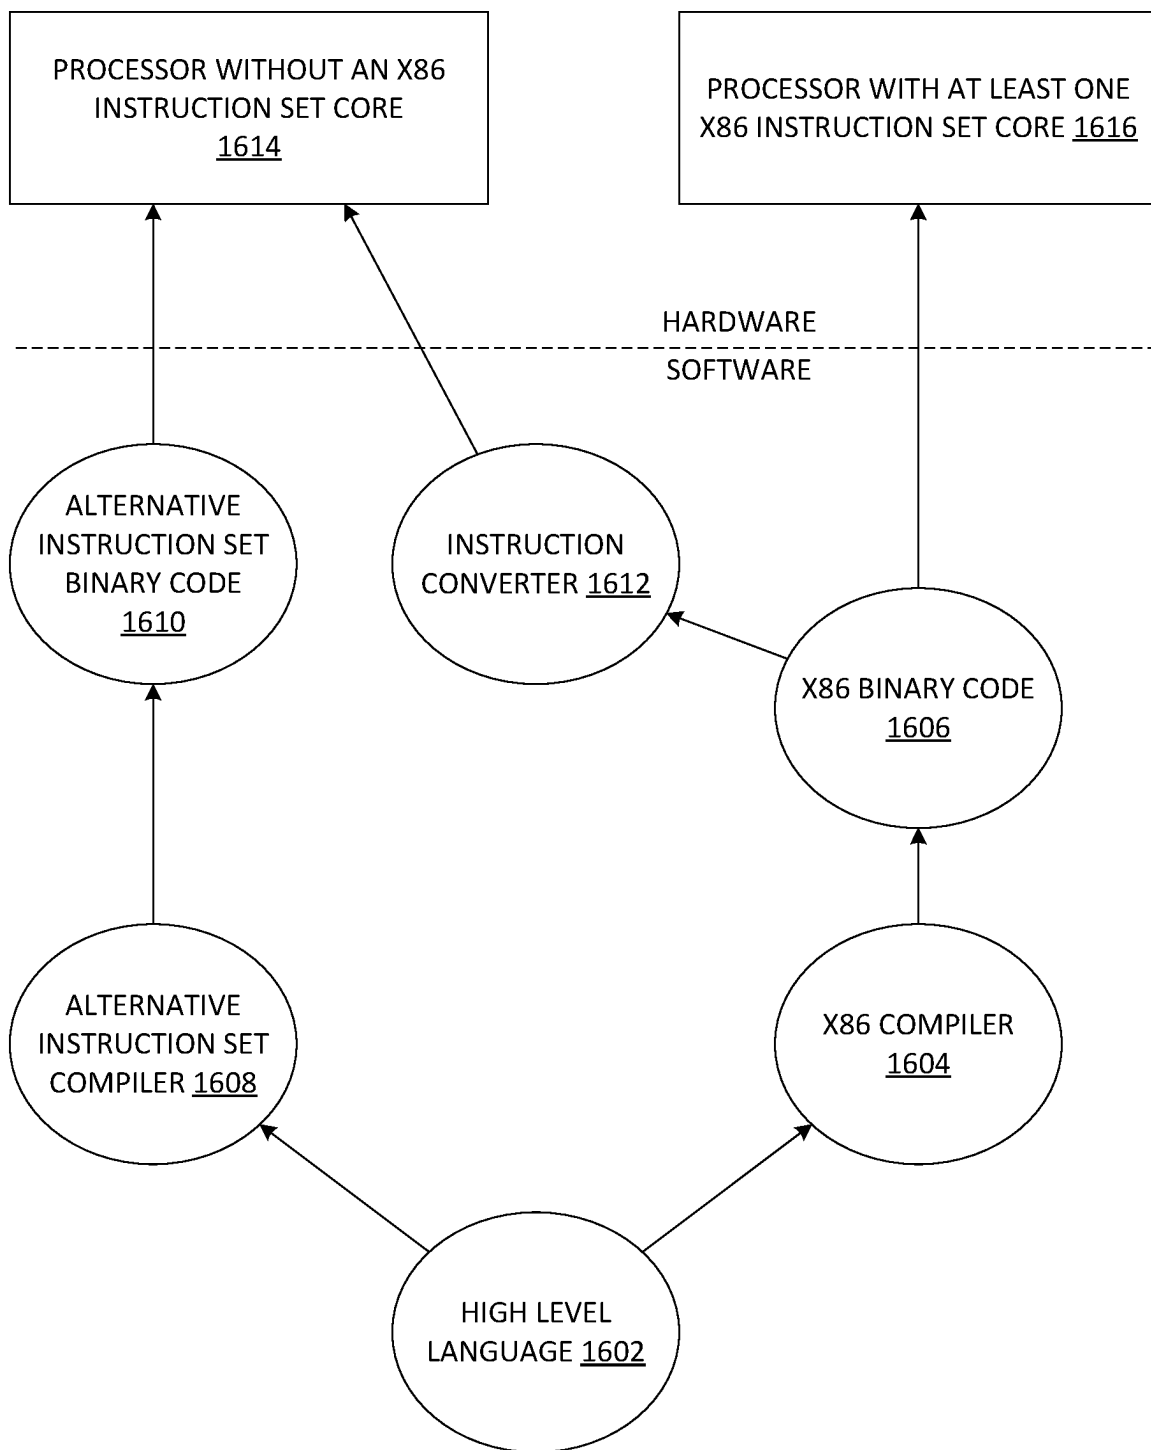 PROCESSOR WITHOUT AN X86
INSTRUCTION SET CORE
1614
PROCESSOR WITH AT LEAST ONE
X86 INSTRUCTION SET CORE 1616
HARDWARE
SOFTWARE
ALTERNATIVE
INSTRUCTION SET
BINARY CODE
1610
INSTRUCTION
CONVERTER 1612
X86 BINARY CODE
1606
ALTERNATIVE
INSTRUCTION SET
COMPILER 1608
X86 COMPILER
1604
HIGH LEVEL
LANGUAGE 1602